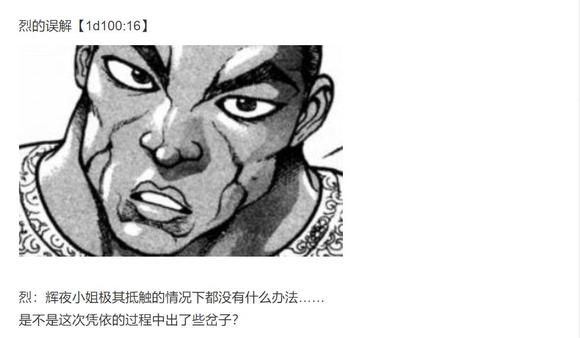 烈的误解【1d100:16】
烈：辉夜小姐极其抵触的情况下都没有什么办法……
是不是这次凭依的过程中出了些岔子？